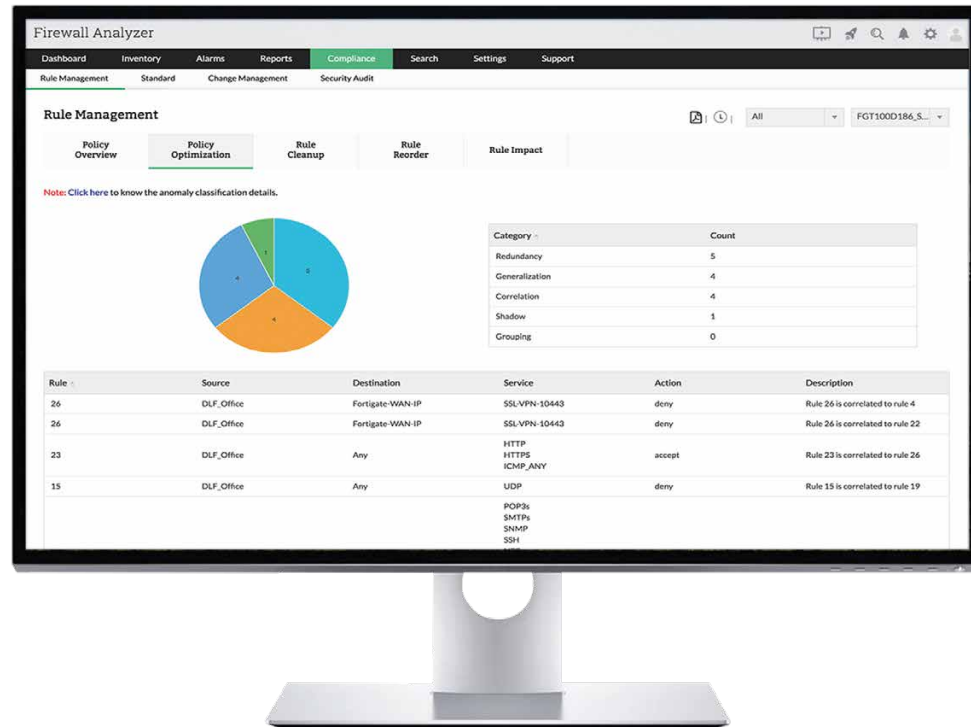 Firewall Analyzer
Dashboard Inventory Alarms Reports Compliance Search Settings Support
Rule Management Standard Change Management Security Audit
Rule Management
All FGT100D186_S...
Policy Overview Policy Optimization Rule Cleanup Rule Reorder Rule Impact
Note: Click here to know the anomaly classification details.
1
4 5
4
Category Count
Redundancy 5
Generalization 4
Correlation 4
Shadow 1
Grouping 0
Rule Source Destination Service Action Description
26 DLF_Office Fortigate-WAN-IP SSL-VPN-10443 deny Rule 26 is correlated to rule 4
26 DLF_Office Fortigate-WAN-IP SSL-VPN-10443 deny Rule 26 is correlated to rule 22
HTTP
23 DLF_Office Any HTTPS accept Rule 23 is correlated to rule 26
ICMP_ANY
15 DLF_Office Any UDP deny Rule 15 is correlated to rule 19
POP3s
SMTPs
SNMP
SSH